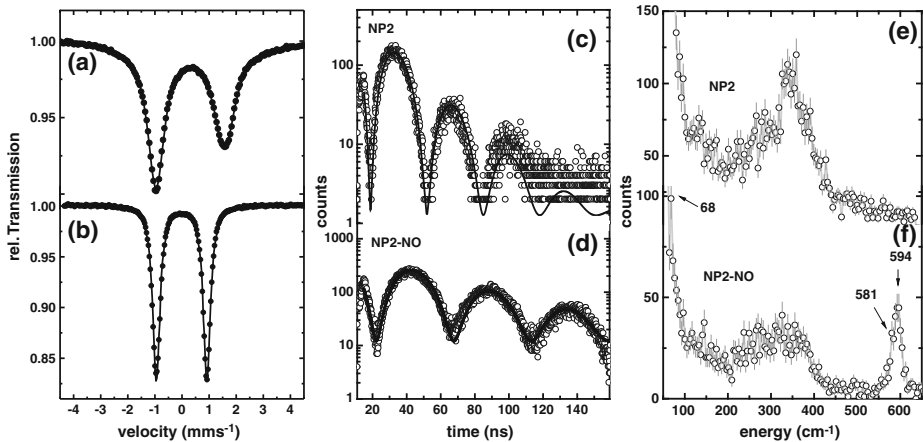 1.00
0.95
(a)
1.00
0.95
0.90
0.85
(b)
rel.Transmission
-4 -3 -2 -1 0 1 2 3 4
velocity (mms⁻¹)
NP2
(c)
100
10
1
counts
1000
NP2-NO
(d)
100
10
1
20 40 60 80 100 120 140
time (ns)
150
(e)
NP2
100
50
100
counts
68
(f)
594
NP2-NO
581
50
0
100 200 300 400 500 600
energy (cm⁻¹)